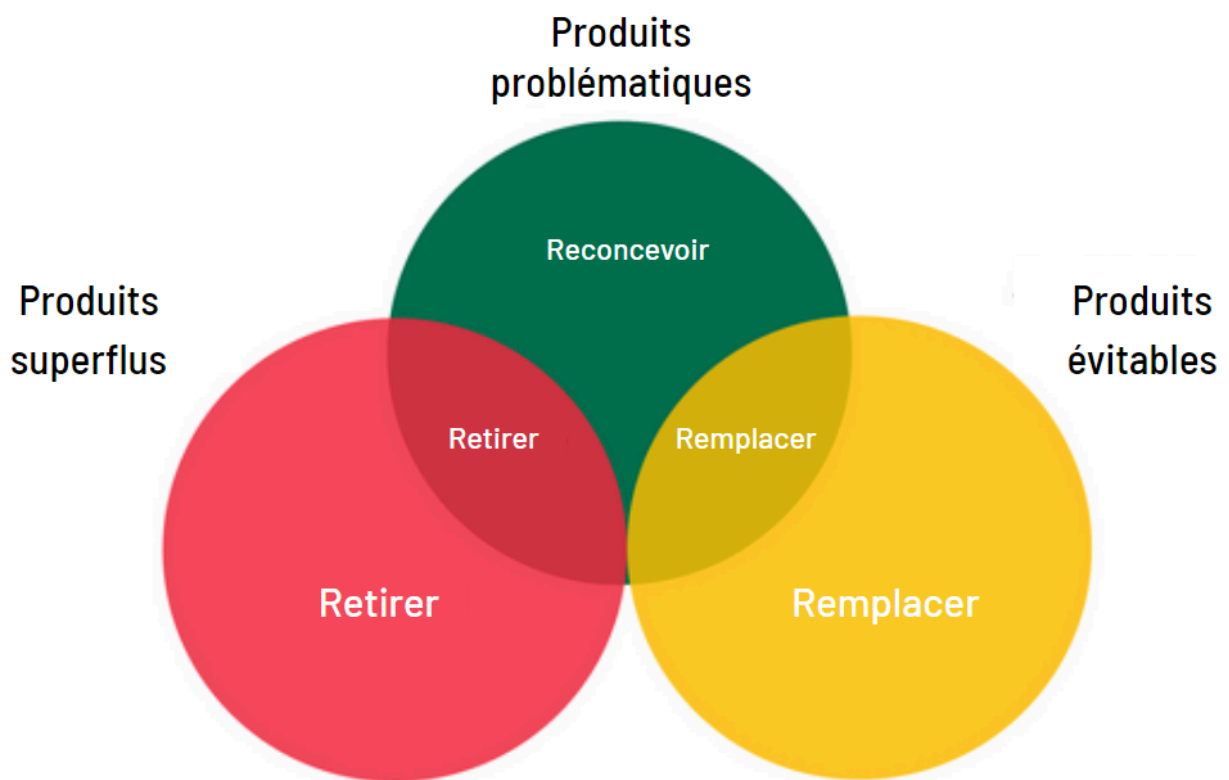 Produits
problématiques
Reconcevoir
Produits
superflus
Produits
évitables
Retirer
Remplacer
Retirer
Remplacer